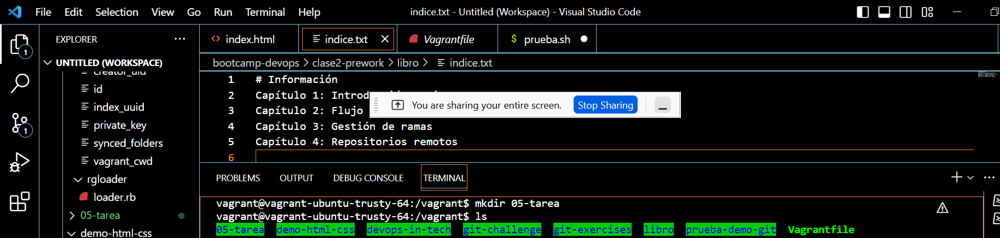 File Edit Selection View Go Run Terminal Help
indice.txt - Untitled (Workspace) - Visual Studio Code
EXPLORER
UNTITLED (WORKSPACE)
creator_uid
id
index_uuid
private_key
synced_folders
vagrant_cwd
rgloader
loader.rb
05-tarea
demo-html-css
1
1
index.html indice.txt Vagrantfile prueba.sh
bootcamp-devops > clase2-prework > libro > indice.txt
1 # Información
2 Capítulo 1:
3 Capítulo 2: Flujo
4 Capítulo 3: Gestión de ramas
5 Capítulo 4: Repositorios remotos
6
You are sharing your entire screen. Stop Sharing
PROBLEMS OUTPUT DEBUG CONSOLE TERMINAL
vagrant@vagrant-ubuntu-trusty-64:/vagrant$ mkdir 05-tarea
vagrant@vagrant-ubuntu-trusty-64:/vagrant$ ls
05-tarea demo-html-css devops-in-tech git-challenge git-exercises libro prueba-demo-git Vagrantfile